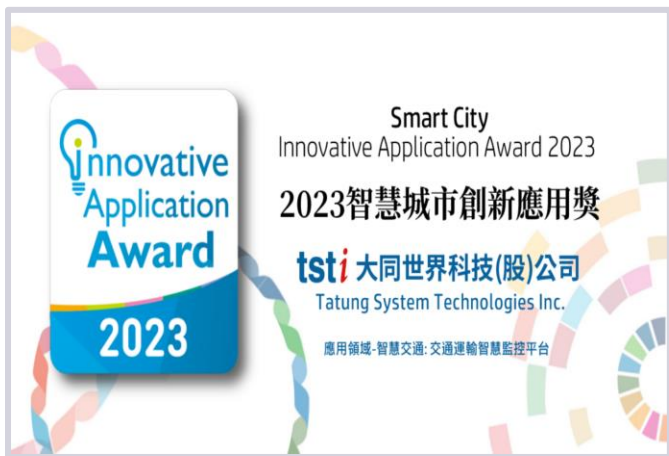 innovative
Application
Award
2023
Smart City
Innovative Application Award 2023
2023智慧城市創新應用獎
tsti 大同世界科技(股)公司
Tatung System Technologies Inc.
應用領域-智慧交通: 交通運輸智慧監控平台